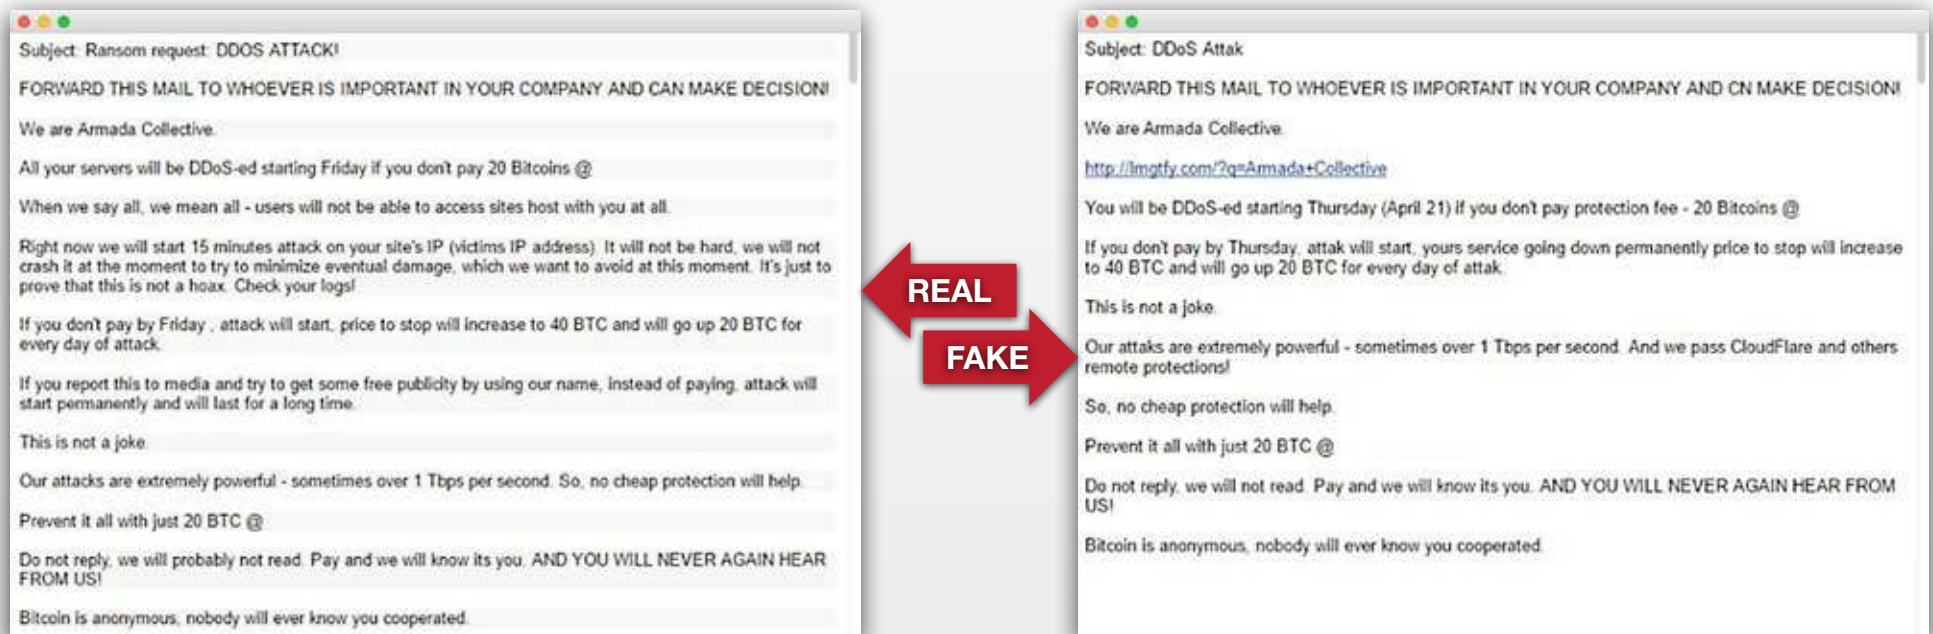 Subject: Ransom request: DDOS ATTACK!
FORWARD THIS MAIL TO WHOEVER IS IMPORTANT IN YOUR COMPANY AND CAN MAKE DECISION!
We are Armada Collective.
All your servers will be DDoS-ed starting Friday if you don't pay 20 Bitcoins @
When we say all, we mean all - users will not be able to access sites host with you at all.
Right now we will start 15 minutes attack on your site's IP (victims IP address). It will not be hard, we will not
crash it at the moment to try to minimize eventual damage, which we want to avoid at this moment. It's just to
prove that this is not a hoax. Check your logs!
If you don't pay by Friday , attack will start, price to stop will increase to 40 BTC and will go up 20 BTC for
every day of attack.
If you report this to media and try to get some free publicity by using our name, instead of paying, attack will
start permanently and will last for a long time.
This is not a joke.
Our attacks are extremely powerful - sometimes over 1 Tbps per second. So, no cheap protection will help.
Prevent it all with just 20 BTC @
Do not reply, we will probably not read. Pay and we will know its you. AND YOU WILL NEVER AGAIN HEAR
FROM US!
Bitcoin is anonymous, nobody will ever know you cooperated.
REAL
FAKE
Subject: DDoS Attak
FORWARD THIS MAIL TO WHOEVER IS IMPORTANT IN YOUR COMPANY AND CN MAKE DECISION!
We are Armada Collective.
http://lmgtfy.com/?q=Armada+Collective
You will be DDoS-ed starting Thursday (April 21) if you don't pay protection fee - 20 Bitcoins @
If you don't pay by Thursday, attak will start, yours service going down permanently price to stop will increase
to 40 BTC and will go up 20 BTC for every day of attak.
This is not a joke.
Our attaks are extremely powerful - sometimes over 1 Tbps per second. And we pass CloudFlare and others
remote protections!
So, no cheap protection will help.
Prevent it all with just 20 BTC @
Do not reply, we will not read. Pay and we will know its you. AND YOU WILL NEVER AGAIN HEAR FROM
US!
Bitcoin is anonymous, nobody will ever know you cooperated.